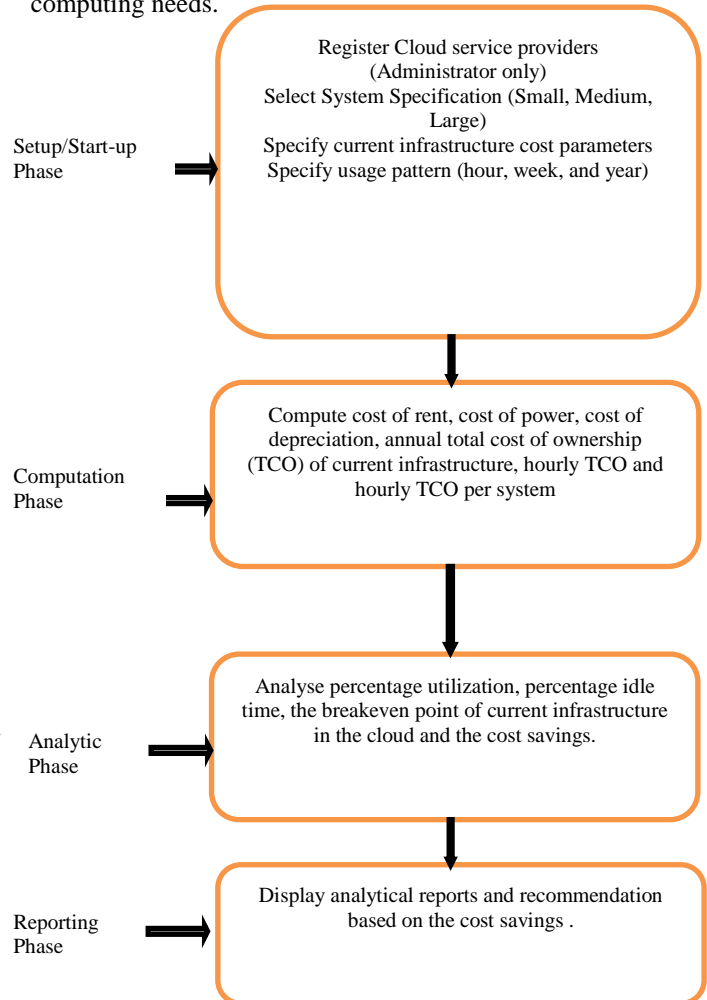 computing needs.
Register Cloud service providers
(Administrator only)
Select System Specification (Small, Medium,
Large)
Specify current infrastructure cost parameters
Specify usage pattern (hour, week, and year)
Setup/Start-up
Phase
Compute cost of rent, cost of power, cost of
depreciation, annual total cost of ownership
(TCO) of current infrastructure, hourly TCO and
hourly TCO per system
Computation
Phase
Analyse percentage utilization, percentage idle
time, the breakeven point of current infrastructure
in the cloud and the cost savings.
Analytic
Phase
Display analytical reports and recommendation
based on the cost savings .
Reporting
Phase